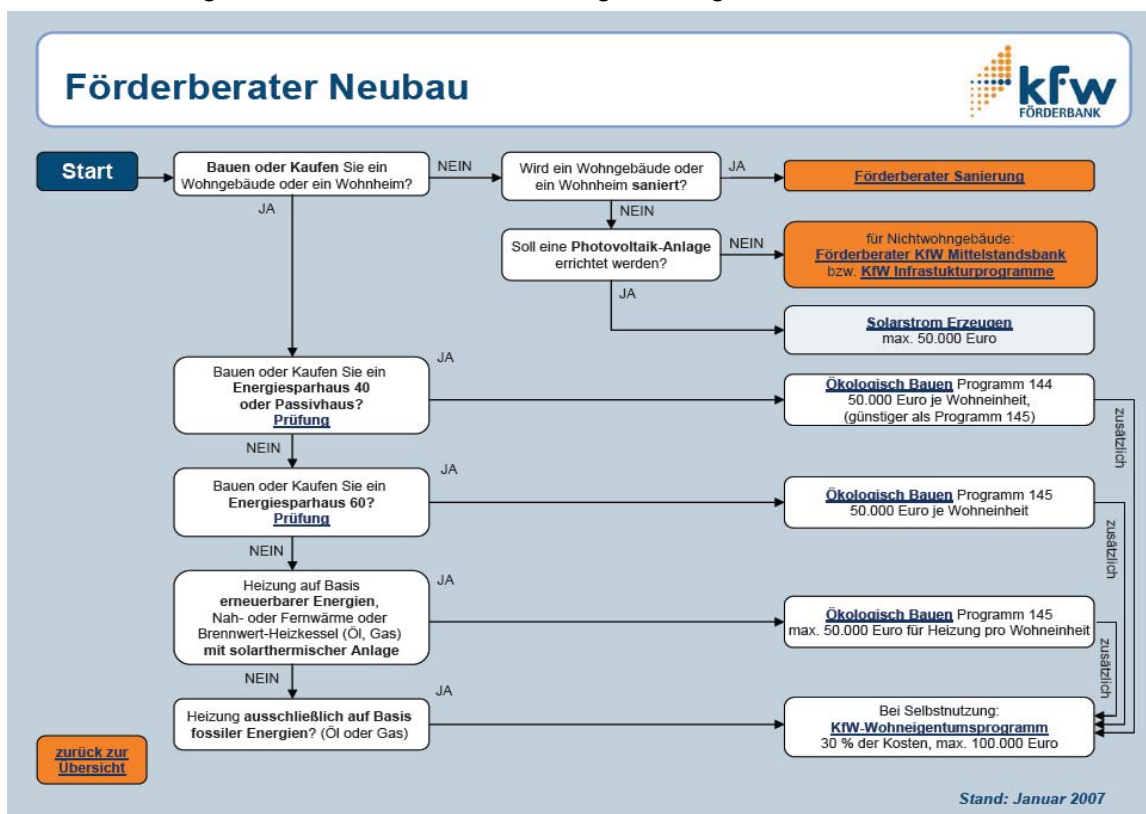 Förderberater Neubau
kfw
FÖRDERBANK
Start
Bauen oder Kaufen Sie ein
Wohngebäude oder ein Wohnheim?
NEIN
Wird ein Wohngebäude oder
ein Wohnheim saniert?
JA
Förderberater Sanierung
JA
NEIN
Soll eine Photovoltaik-Anlage
errichtet werden?
NEIN
für Nichtwohngebäude:
Förderberater KfW Mittelstandsbank
bzw. KfW Infrastukturprogramme
JA
Solarstrom Erzeugen
max. 50.000 Euro
Bauen oder Kaufen Sie ein
Energiesparhaus 40
oder Passivhaus?
Prüfung
JA
Ökologisch Bauen Programm 144
50.000 Euro je Wohneinheit,
(günstiger als Programm 145)
zusätzlich
NEIN
Bauen oder Kaufen Sie ein
Energiesparhaus 60?
Prüfung
JA
Ökologisch Bauen Programm 145
50.000 Euro je Wohneinheit
zusätzlich
NEIN
Heizung auf Basis
erneuerbarer Energien,
Nah- oder Fernwärme oder
Brennwert-Heizkessel (Öl, Gas)
mit solarthermischer Anlage
JA
Ökologisch Bauen Programm 145
max. 50.000 Euro für Heizung pro Wohneinheit
zusätzlich
NEIN
Heizung ausschließlich auf Basis
fossiler Energien? (Öl oder Gas)
JA
Bei Selbstnutzung:
KfW-Wohneigentumsprogramm
30 % der Kosten, max. 100.000 Euro
zurück zur
Übersicht
Stand: Januar 2007